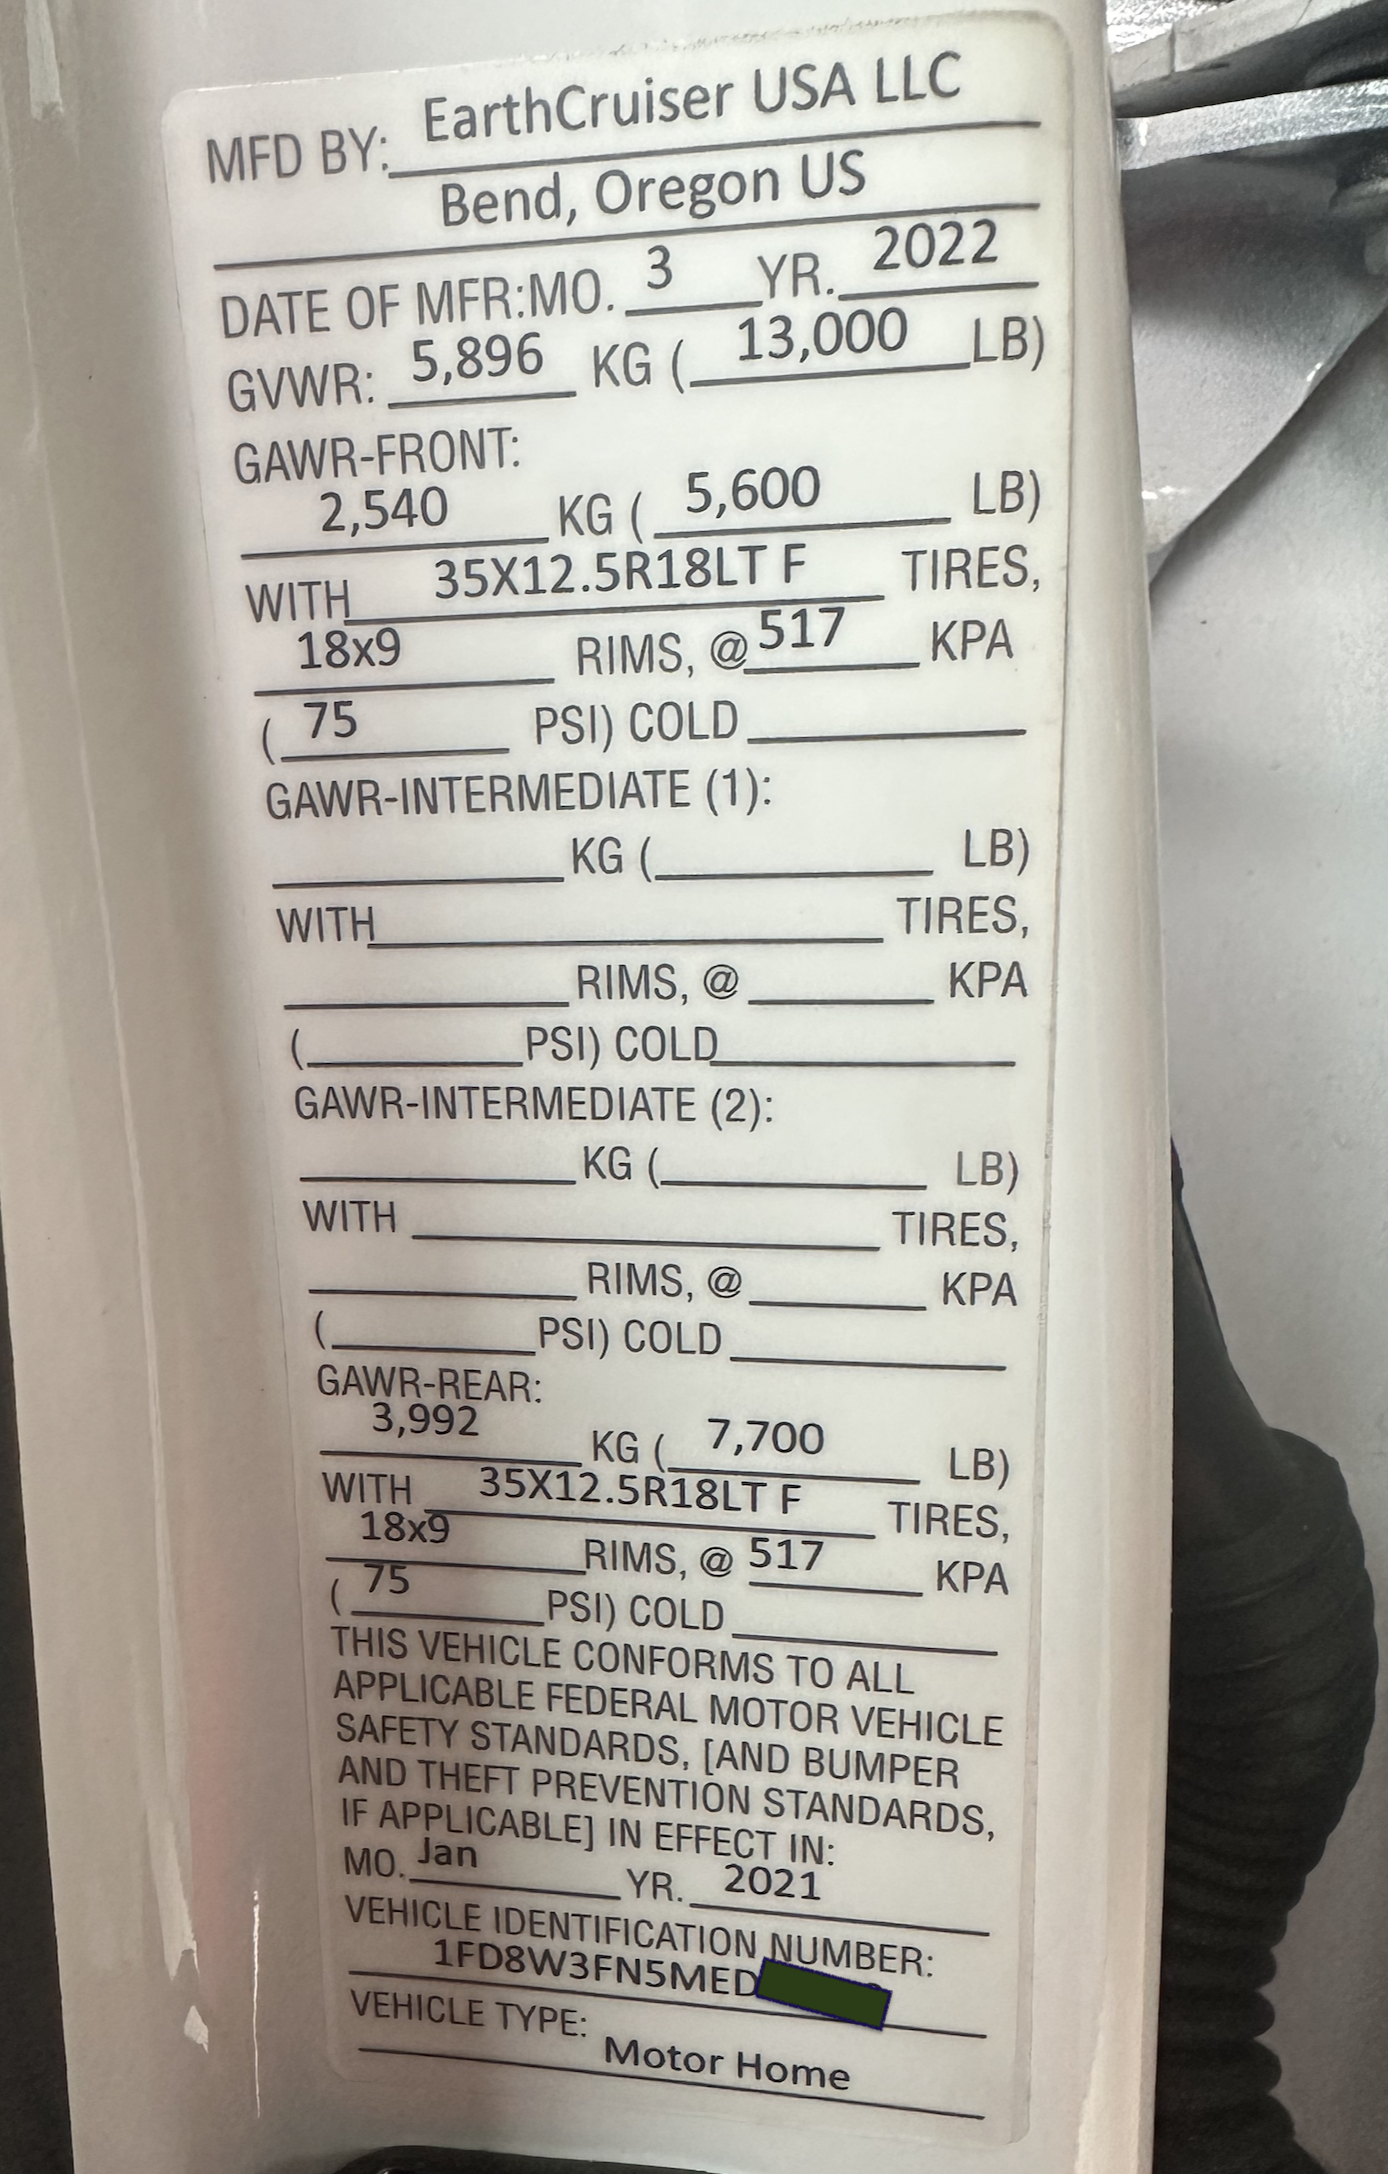 MFD BY: EarthCruiser USA LLC
Bend, Oregon US
DATE OF MFR:MO. 3 YR. 2022
GVWR: 5,896 KG ( 13,000 LB)
GAWR-FRONT:
2,540 KG ( 5,600 LB)
WITH 35X12.5R18LT F TIRES,
18x9 RIMS, @ 517 KPA
( 75 PSI) COLD
GAWR-INTERMEDIATE (1):
KG ( LB)
WITH TIRES,
RIMS, @ KPA
( PSI) COLD
GAWR-INTERMEDIATE (2):
KG ( LB)
WITH TIRES,
RIMS, @ KPA
( PSI) COLD
GAWR-REAR:
3,992 KG ( 7,700 LB)
WITH 35X12.5R18LT F TIRES,
18x9 RIMS, @ 517 KPA
( 75 PSI) COLD
THIS VEHICLE CONFORMS TO ALL
APPLICABLE FEDERAL MOTOR VEHICLE
SAFETY STANDARDS, [AND BUMPER
AND THEFT PREVENTION STANDARDS,
IF APPLICABLE] IN EFFECT IN:
MO. Jan YR. 2021
VEHICLE IDENTIFICATION NUMBER:
1FD8W3FN5MED
VEHICLE TYPE:
Motor Home